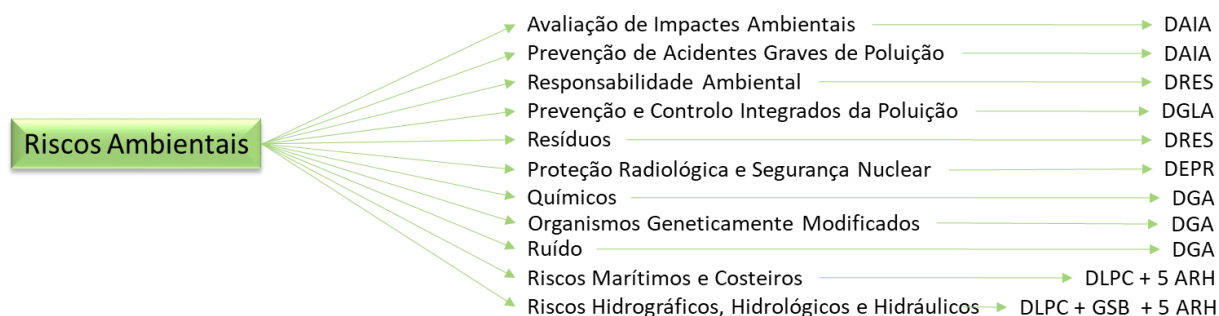 Riscos Ambientais
Avaliação de Impactes Ambientais DAIA
Prevenção de Acidentes Graves de Poluição DAIA
Responsabilidade Ambiental DRES
Prevenção e Controlo Integrados da Poluição DGLA
Resíduos DRES
Proteção Radiológica e Segurança Nuclear DEPR
Químicos DGA
Organismos Geneticamente Modificados DGA
Ruído DGA
Riscos Marítimos e Costeiros DLPC + 5 ARH
Riscos Hidrográficos, Hidrológicos e Hidráulicos DLPC + GSB + 5 ARH